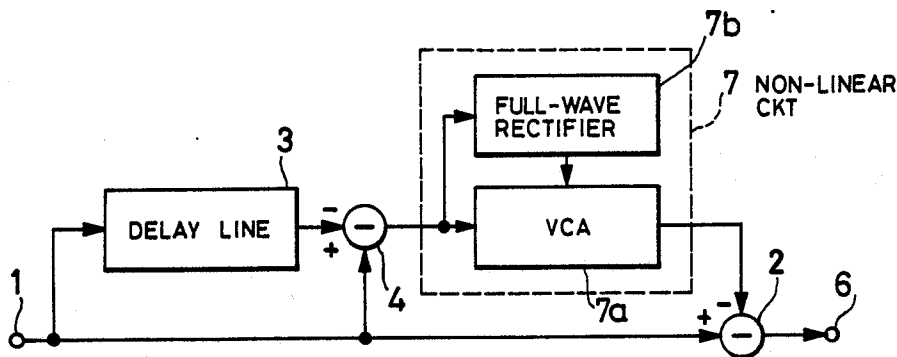 7b
7 NON-LINEAR
CKT
FULL-WAVE
RECTIFIER
3
DELAY LINE
-
+
−
4
VCA
7a
1
2
+
-
−
6